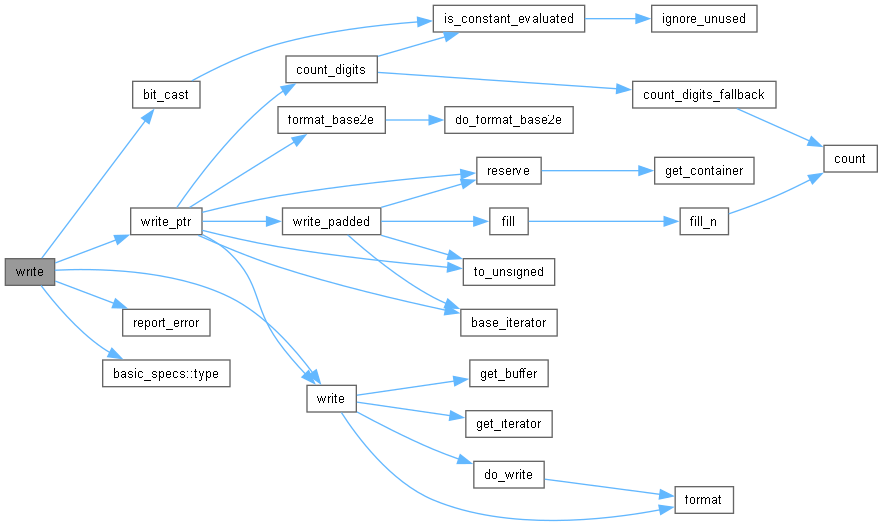 is_constant_evaluated
ignore_unused
count_digits
bit_cast
count_digits_fallback
format_base2e
do_format_base2e
count
reserve
get_container
write_ptr
write_padded
fill
fill_n
write
to_unsigned
report_error
base_iterator
basic_specs::type
get_buffer
write
get_iterator
do_write
format